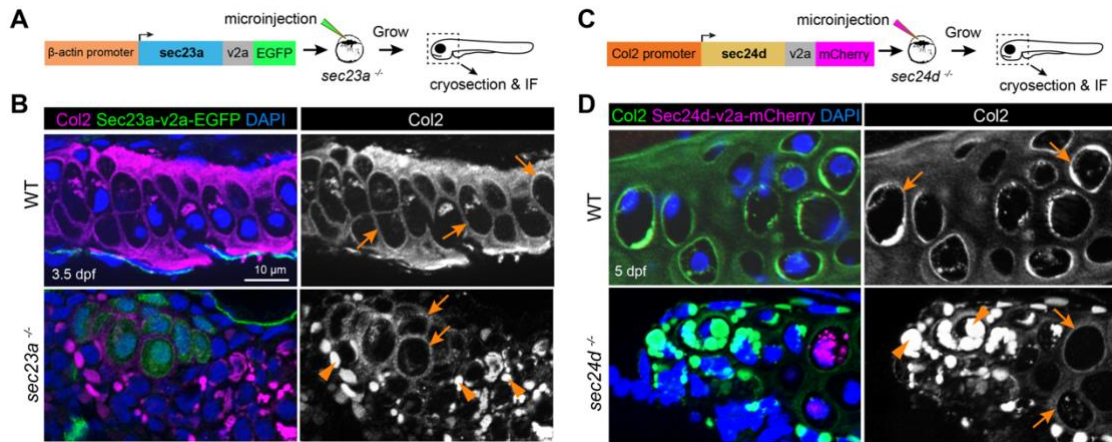 A
microinjection
β-actin promoter sec23a v2a EGFP
Grow
sec23a -/-
cryosection & IF
B
Col2 Sec23a-v2a-EGFP DAPI
Col2
WT
3.5 dpf
10 μm
sec23a -/-
C
microinjection
Col2 promoter sec24d v2a mCherry
Grow
sec24d -/-
cryosection & IF
D
Col2 Sec24d-v2a-mCherry DAPI
Col2
WT
5 dpf
sec24d -/-